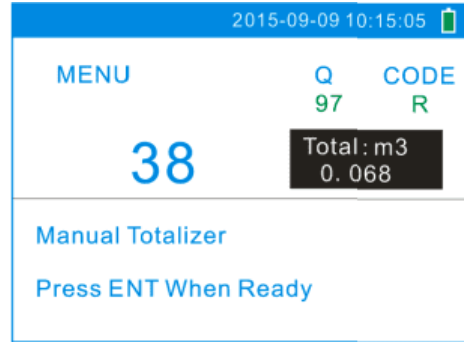 2015-09-09 10:15:05
MENU Q CODE
97 R
38 Total:m3
0.068
Manual Totalizer
Press ENT When Ready